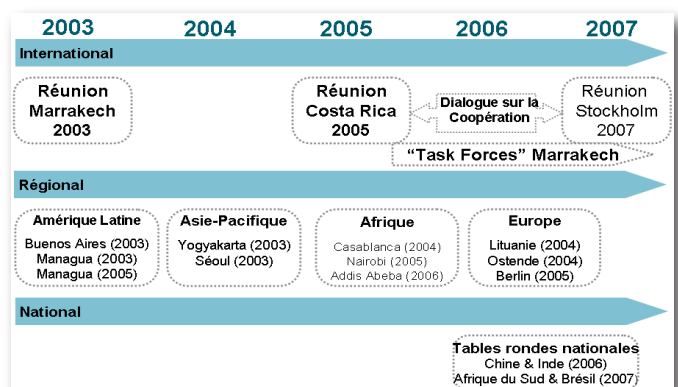 2003 2004 2005 2006 2007
International
Réunion
Marrakech
2003
Réunion
Costa Rica
2005
Dialogue sur la
Coopération
Réunion
Stockholm
2007
“Task Forces” Marrakech
Régional
Amérique Latine
Buenos Aires (2003)
Managua (2003)
Managua (2005)
Asie-Pacifique
Yogyakarta (2003)
Séoul (2003)
Afrique
Casablanca (2004)
Nairobi (2005)
Addis Abeba (2006)
Europe
Lituanie (2004)
Ostende (2004)
Berlin (2005)
National
Tables rondes nationales
Chine & Inde (2006)
Afrique du Sud & Brésil (2007)